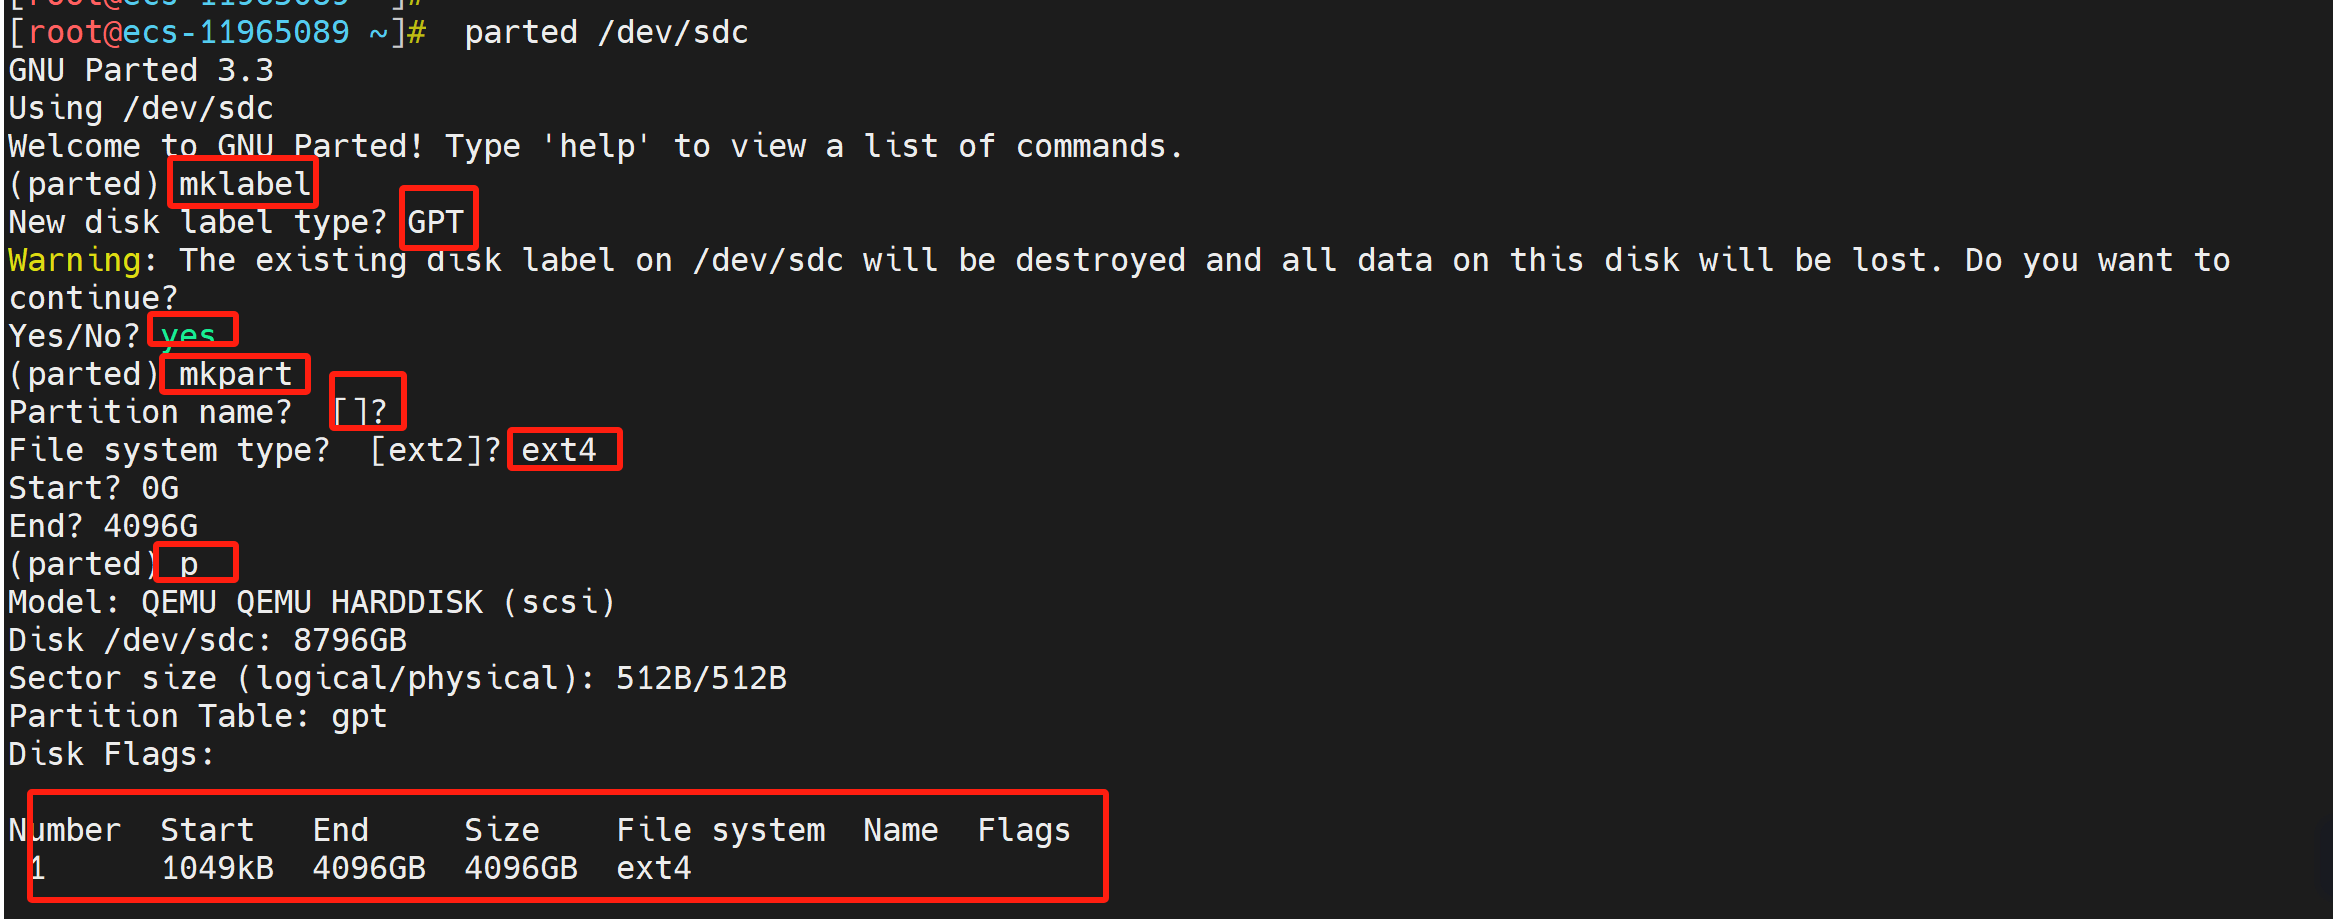 [root@ecs-11965089 ~]#
[root@ecs-11965089 ~]#  parted /dev/sdc
GNU Parted 3.3
Using /dev/sdc
Welcome to GNU Parted! Type 'help' to view a list of commands.
(parted) mklabel
New disk label type? GPT
Warning: The existing disk label on /dev/sdc will be destroyed and all data on this disk will be lost. Do you want to
continue?
Yes/No? yes
(parted) mkpart
Partition name?  []?
File system type?  [ext2]? ext4
Start? 0G
End? 4096G
(parted) p
Model: QEMU QEMU HARDDISK (scsi)
Disk /dev/sdc: 8796GB
Sector size (logical/physical): 512B/512B
Partition Table: gpt
Disk Flags:
Number  Start   End     Size    File system  Name  Flags
 1      1049kB  4096GB  4096GB  ext4